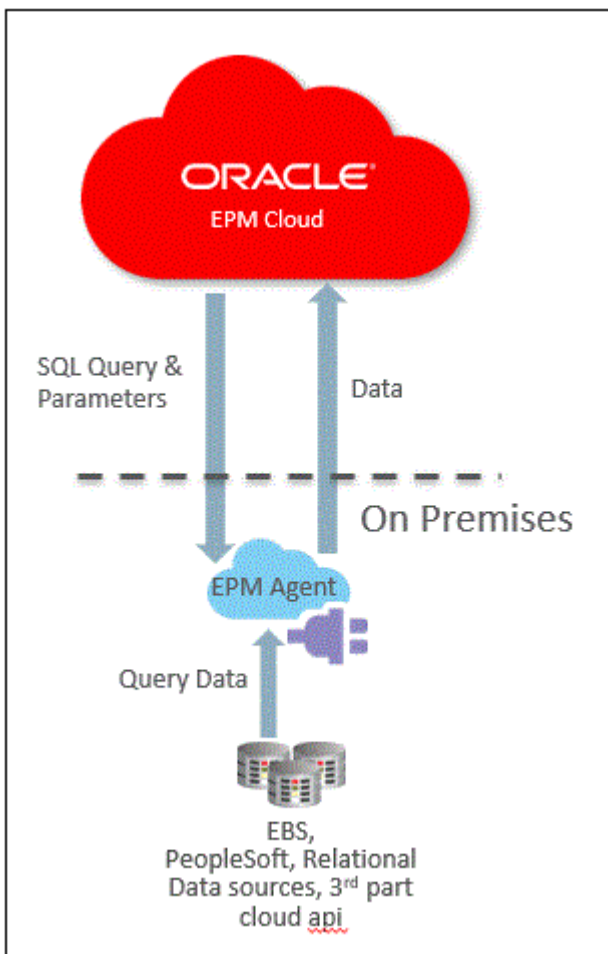 ORACLE®
EPM Cloud
SQL Query &
Parameters
Data
On Premises
EPM Agent
Query Data
EBS,
PeopleSoft, Relational
Data sources, 3rd part
cloud api